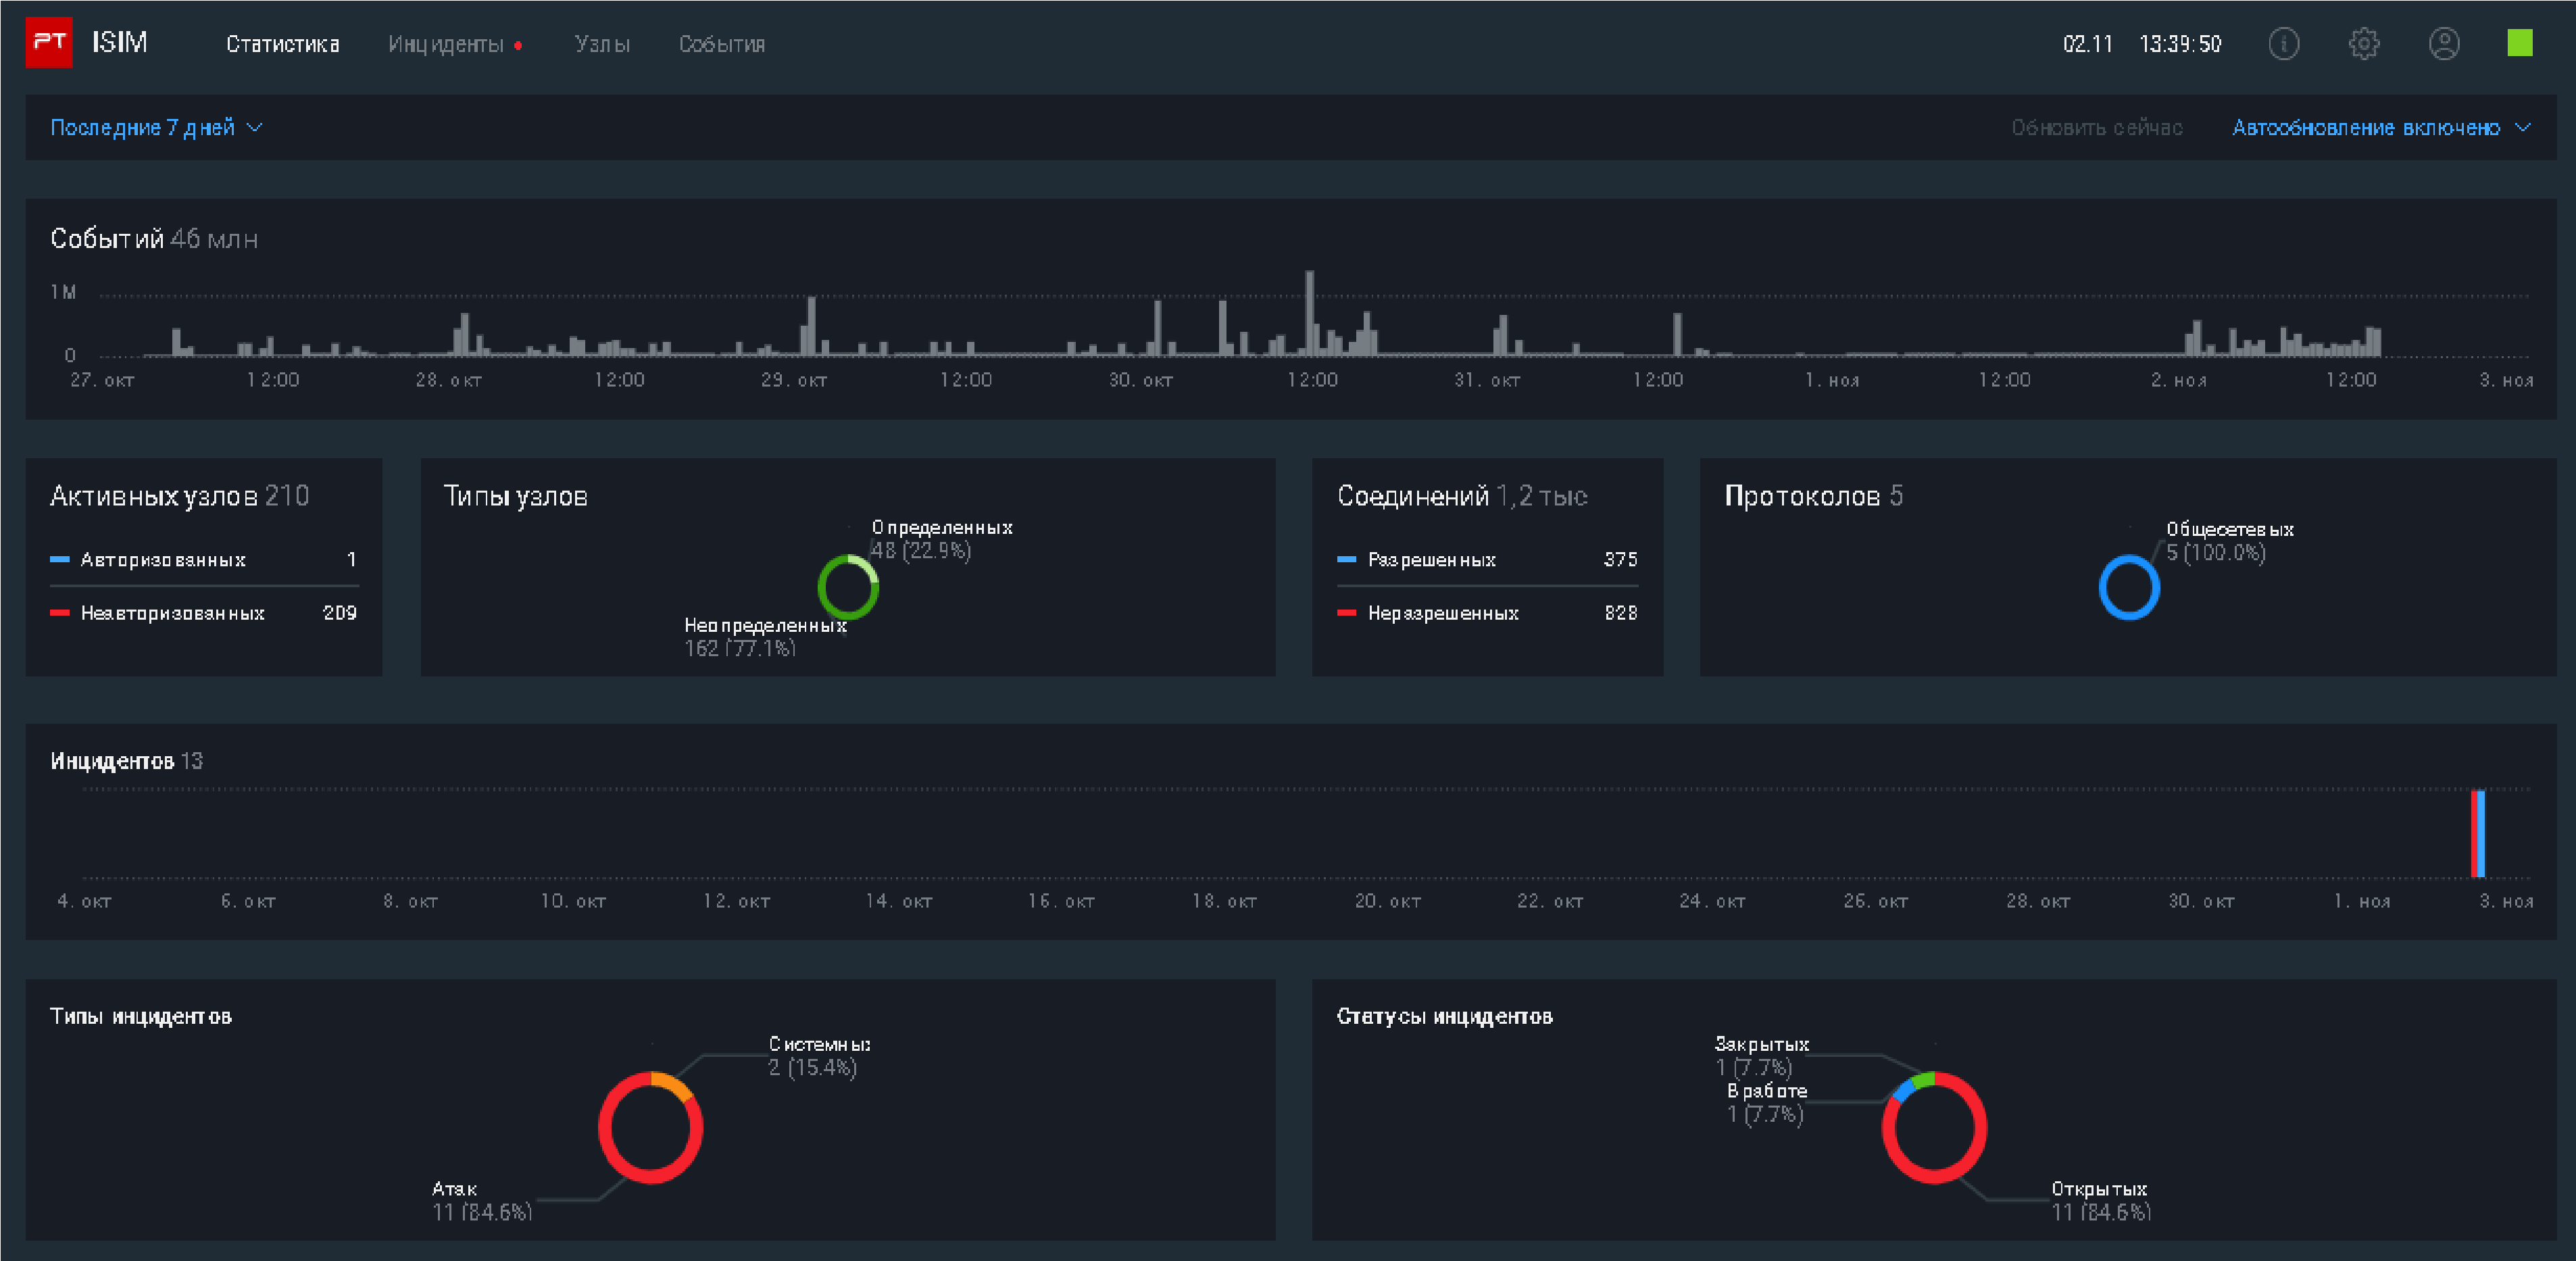 PT ISIM Статистика Инциденты Узлы События 02.11 13:39:50
Последние 7 дней Обновить сейчас Автообновление включено
Событий 46 млн
1 M
0
27. окт 12:00 28. окт 12:00 29. окт 12:00 30. окт 12:00 31. окт 12:00 1. ноя 12:00 2. ноя 12:00 3. ноя
Активных узлов 210
Авторизованных 1
Неавторизованных 209
Типы узлов
Определенных
48 (22.9%)
Неопределенных
162 (77.1%)
Соединений 1,2 тыс
Разрешенных 375
Неразрешенных 828
Протоколов 5
Общесетевых
5 (100.0%)
Инцидентов 13
4. окт 6. окт 8. окт 10. окт 12. окт 14. окт 16. окт 18. окт 20. окт 22. окт 24. окт 26. окт 28. окт 30. окт 1. ноя 3. ноя
Типы инцидентов
Системных
2 (15.4%)
Атак
11 (84.6%)
Статусы инцидентов
Закрытых
1 (7.7%)
В работе
1 (7.7%)
Открытых
11 (84.6%)